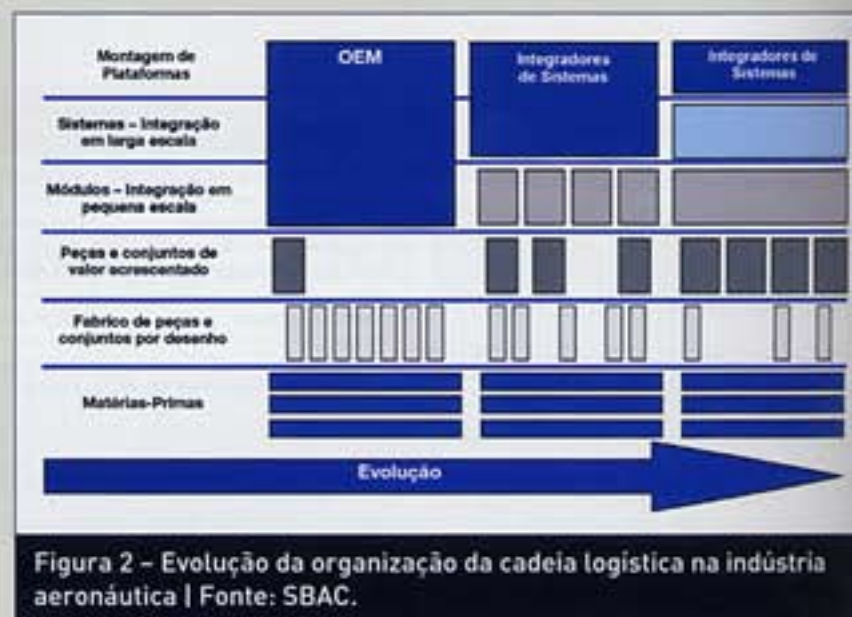 Montagem de
Plataformas
OEM
Integradores
de Sistemas
Integradores de
Sistemas
Sistemas – Integração
em larga escala
Módulos – Integração em
pequena escala
Peças e conjuntos de
valor acrescentado
Fabrico de peças e
conjuntos por desenho
Matérias-Primas
Evolução
Figura 2 – Evolução da organização da cadeia logística na indústria
aeronáutica | Fonte: SBAC.